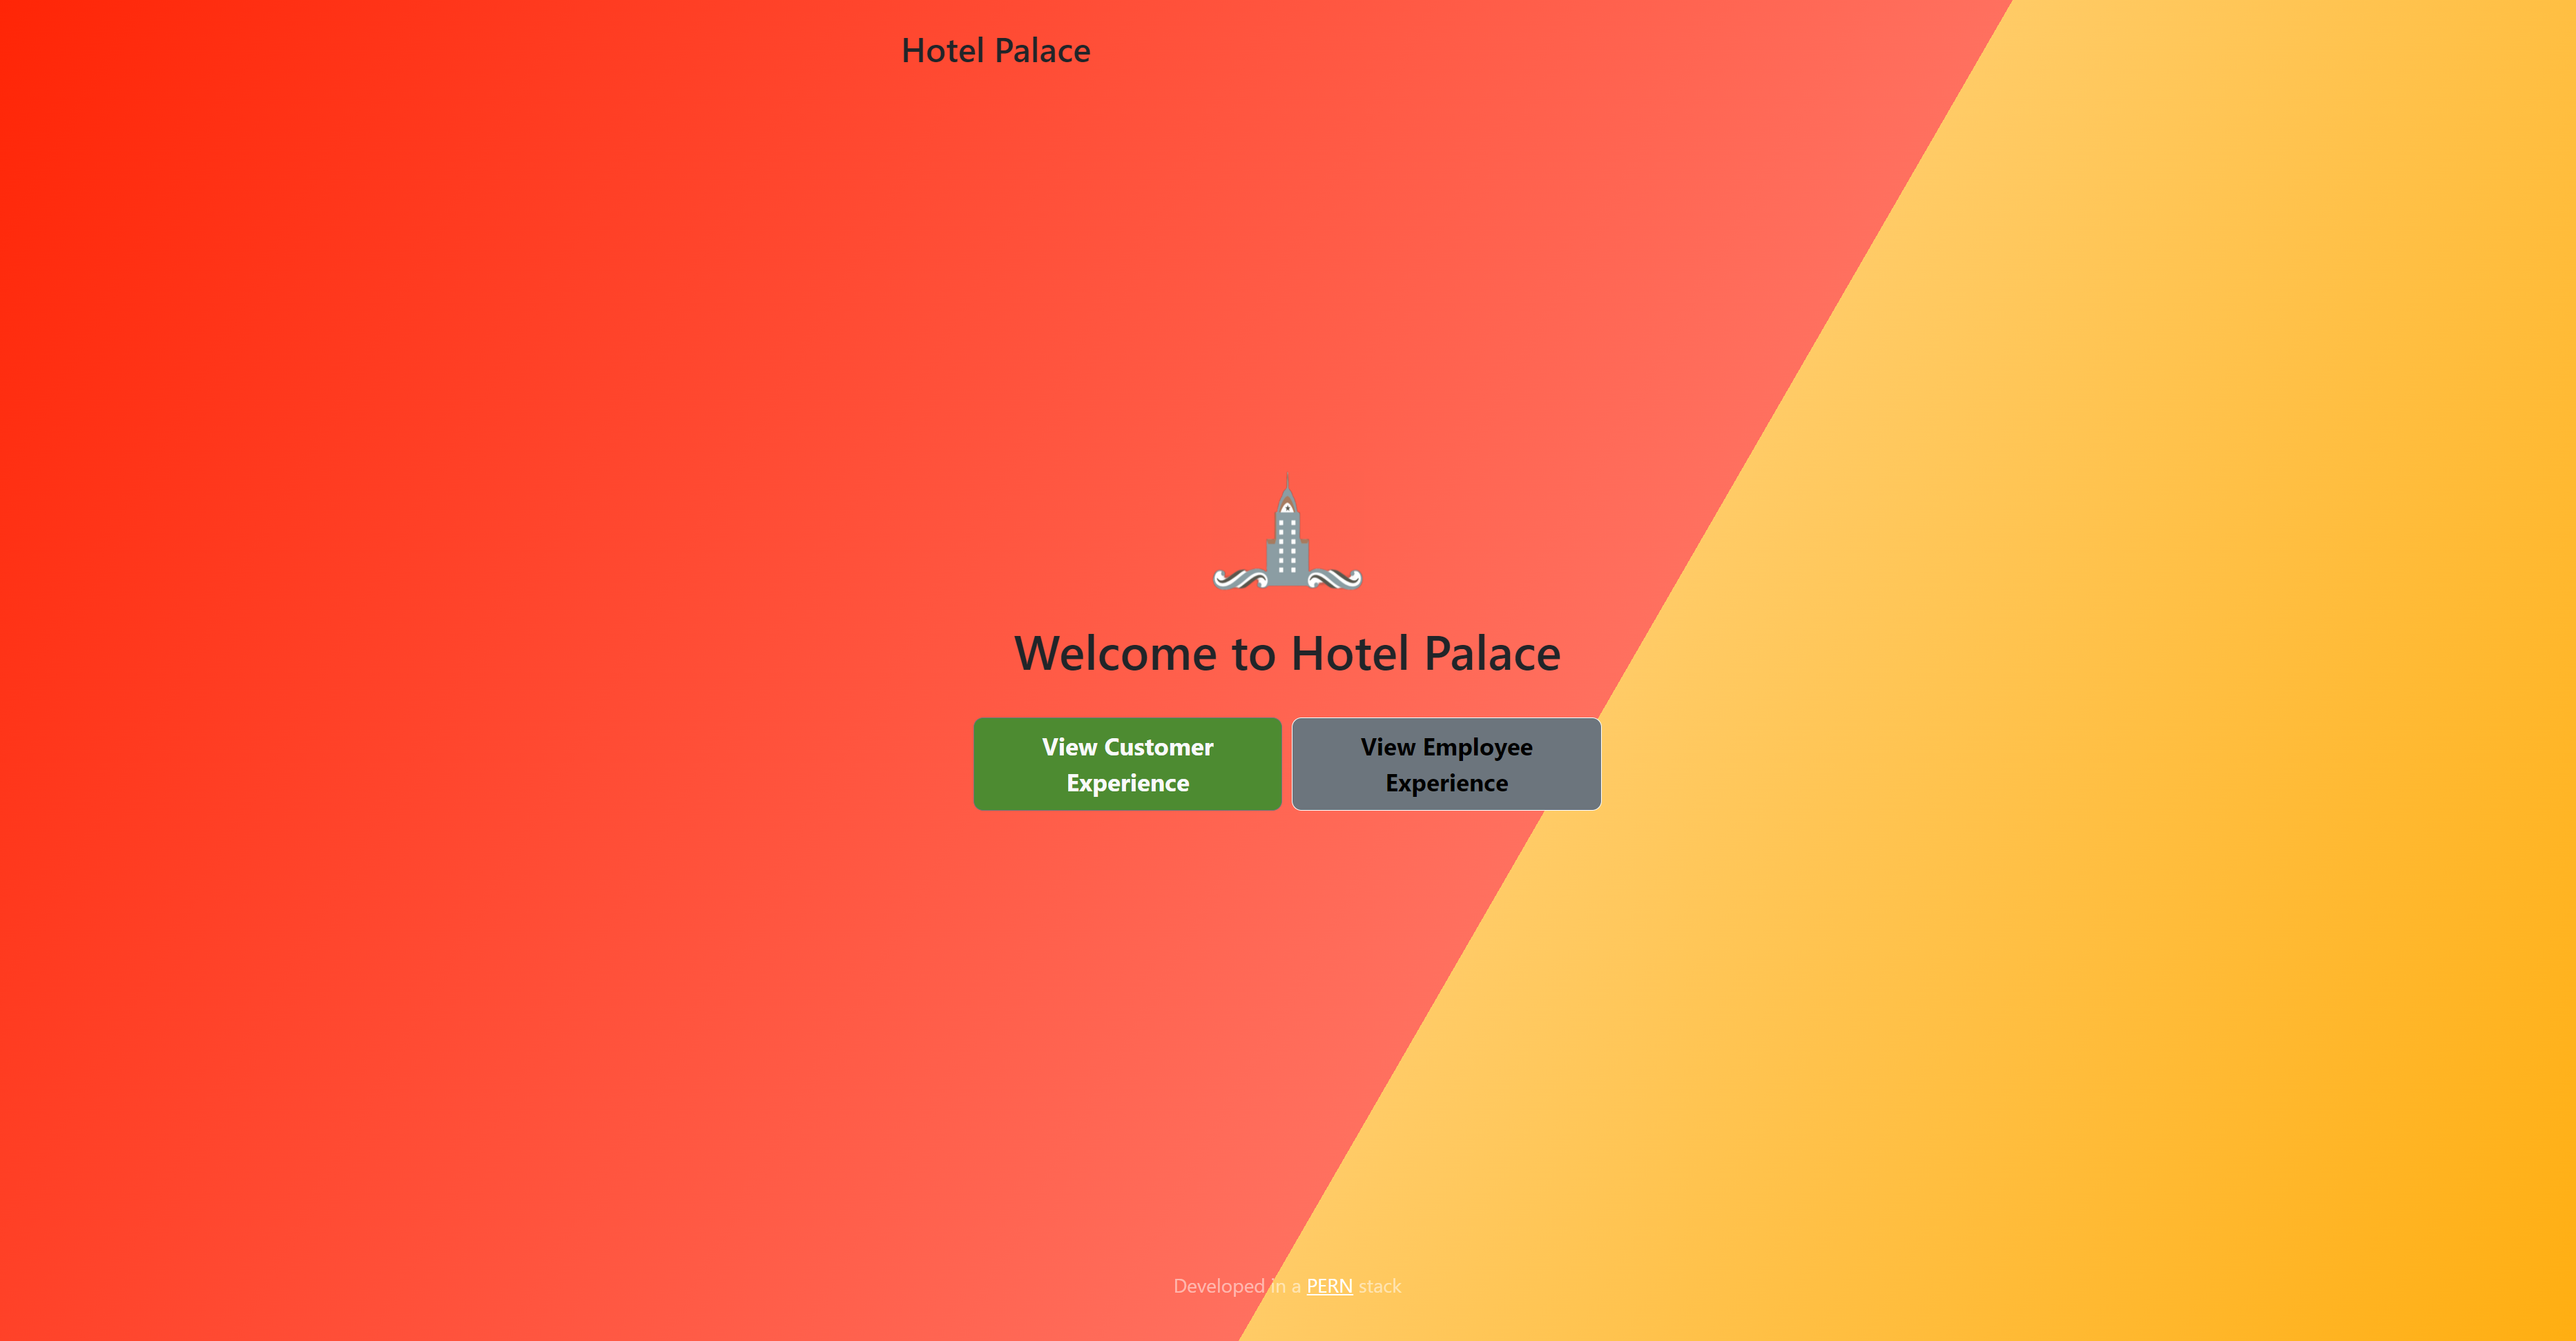 Hotel Palace
Welcome to Hotel Palace
View Customer
Experience
View Employee
Experience
Developed in a PERN stack